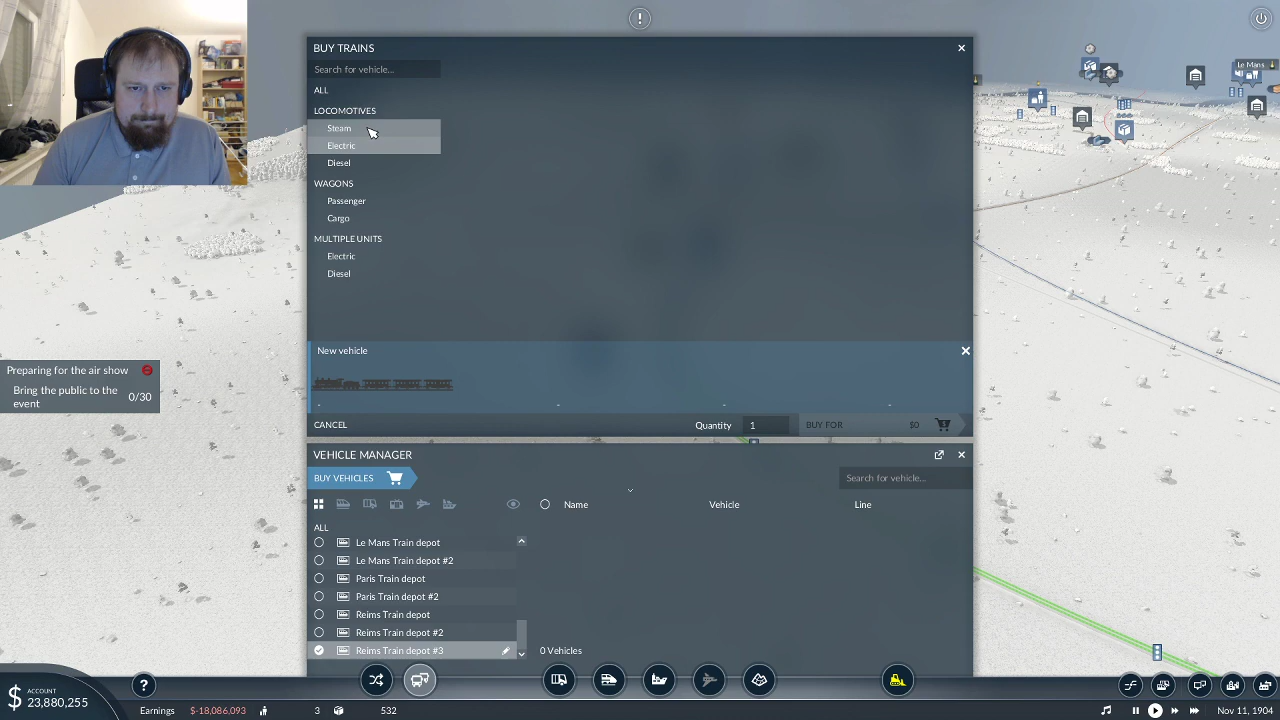 !
BUY TRAINS
Search for vehicle...
ALL
LOCOMOTIVES
Steam
Electric
Diesel
WAGONS
Passenger
Cargo
MULTIPLE UNITS
Electric
Diesel
Le Mans
Preparing for the air show
Bring the public to the
event
0/30
New vehicle
- - - -
CANCEL
Quantity 1
BUY FOR $0
VEHICLE MANAGER
BUY VEHICLES
Search for vehicle...
Name Vehicle Line
ALL
Le Mans Train depot
Le Mans Train depot #2
Paris Train depot
Paris Train depot #2
Reims Train depot
Reims Train depot #2
Reims Train depot #3
0 Vehicles
$ ACCOUNT
23,880,255
?
Earnings $-18,086,093 3 532
Nov 11, 1904